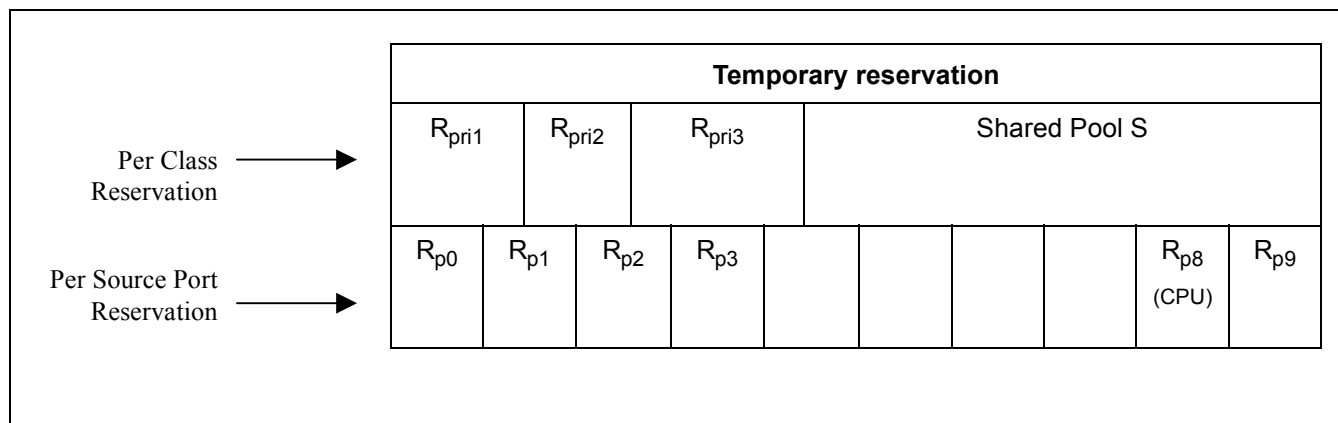 Temporary reservation
Per Class
Reservation
Rpri1
Rpri2
Rpri3
Shared Pool S
Per Source Port
Reservation
Rp0
Rp1
Rp2
Rp3
Rp8
(CPU)
Rp9